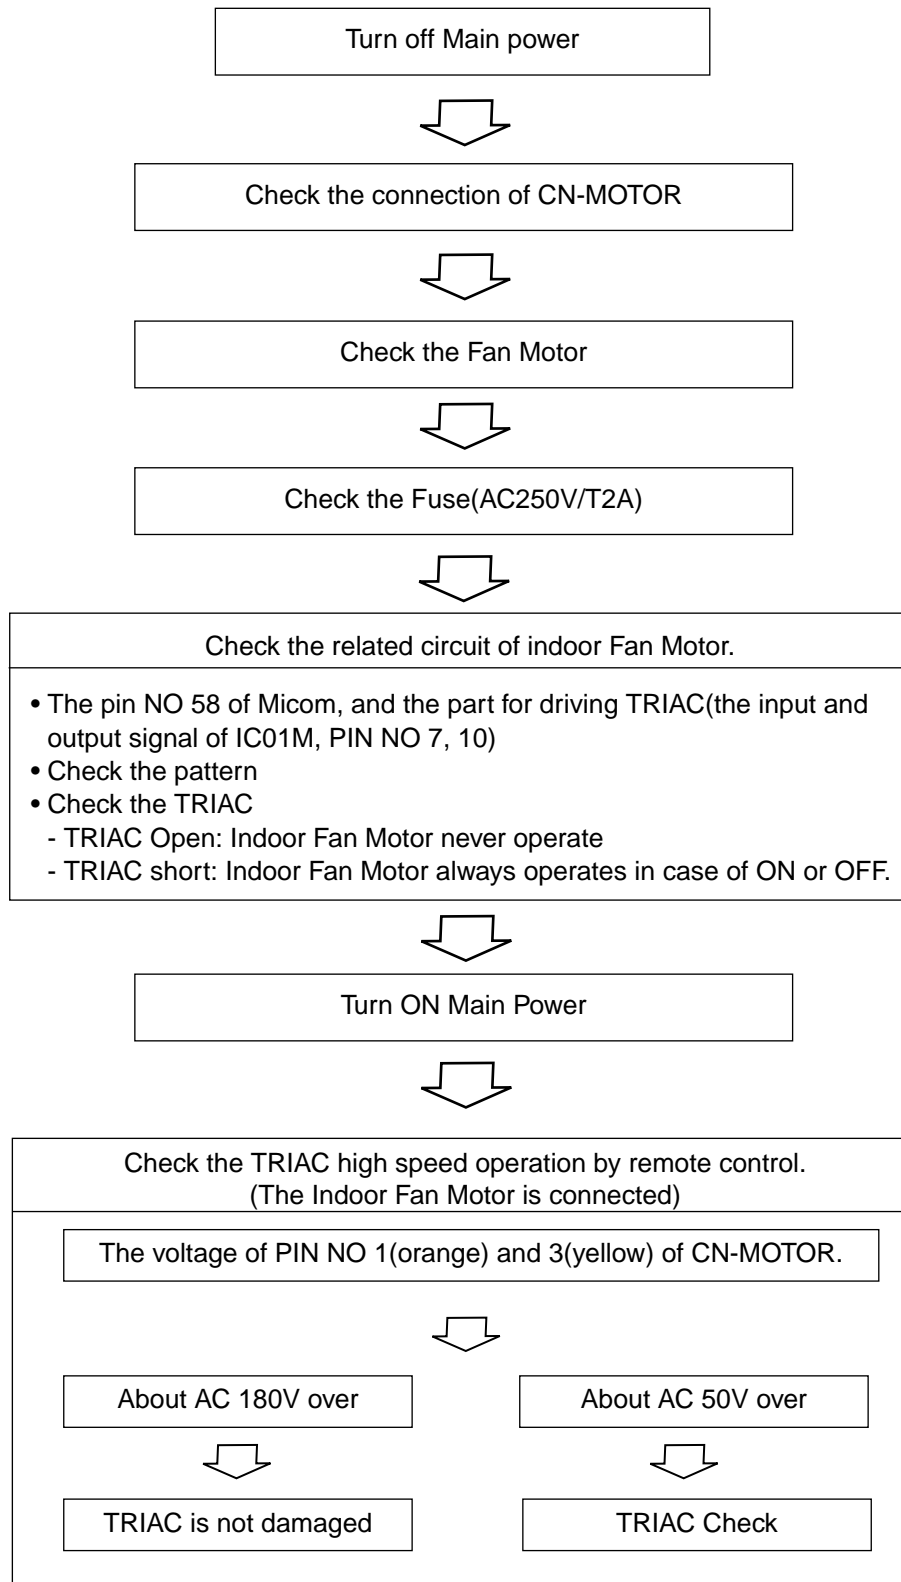 Turn off Main power
Check the connection of CN-MOTOR
Check the Fan Motor
Check the Fuse(AC250V/T2A)
Check the related circuit of indoor Fan Motor.
• The pin NO 58 of Micom, and the part for driving TRIAC(the input and
output signal of IC01M, PIN NO 7, 10)
• Check the pattern
• Check the TRIAC
- TRIAC Open: Indoor Fan Motor never operate
- TRIAC short: Indoor Fan Motor always operates in case of ON or OFF.
Turn ON Main Power
Check the TRIAC high speed operation by remote control.
(The Indoor Fan Motor is connected)
The voltage of PIN NO 1(orange) and 3(yellow) of CN-MOTOR.
About AC 180V over
About AC 50V over
TRIAC is not damaged
TRIAC Check